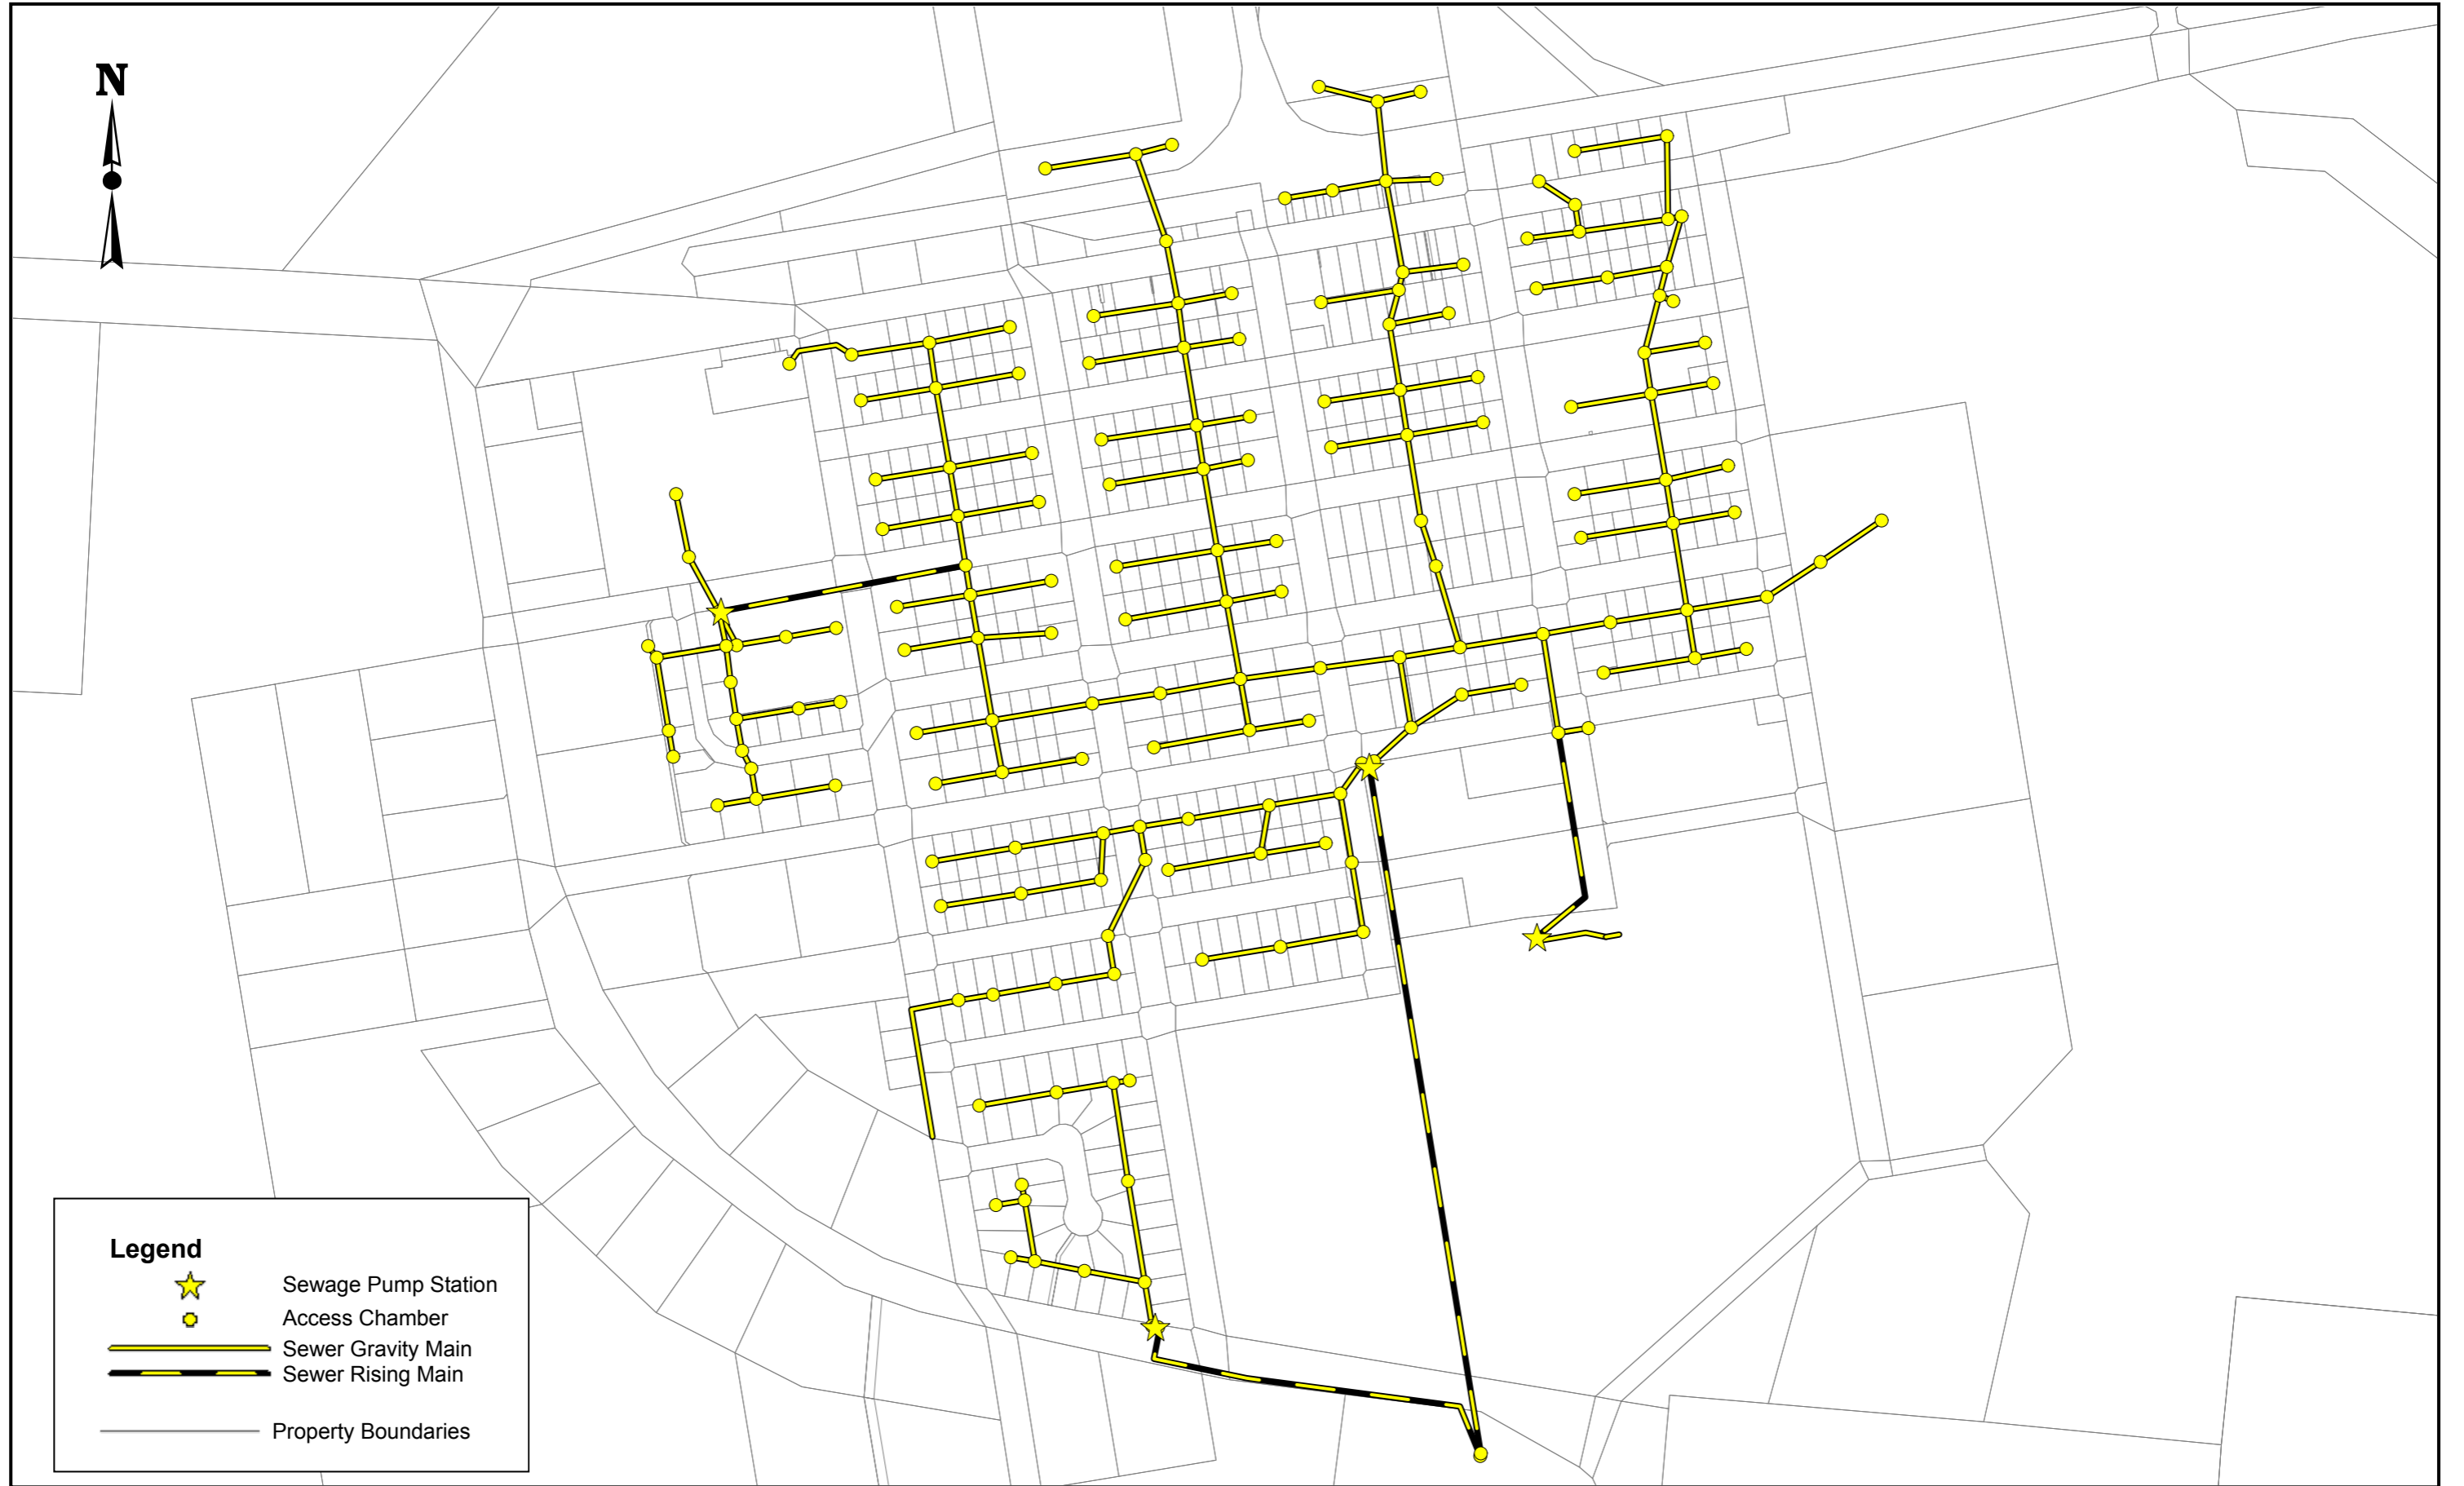 N
Legend
Sewage Pump Station
Access Chamber
Sewer Gravity Main
Sewer Rising Main
Property Boundaries